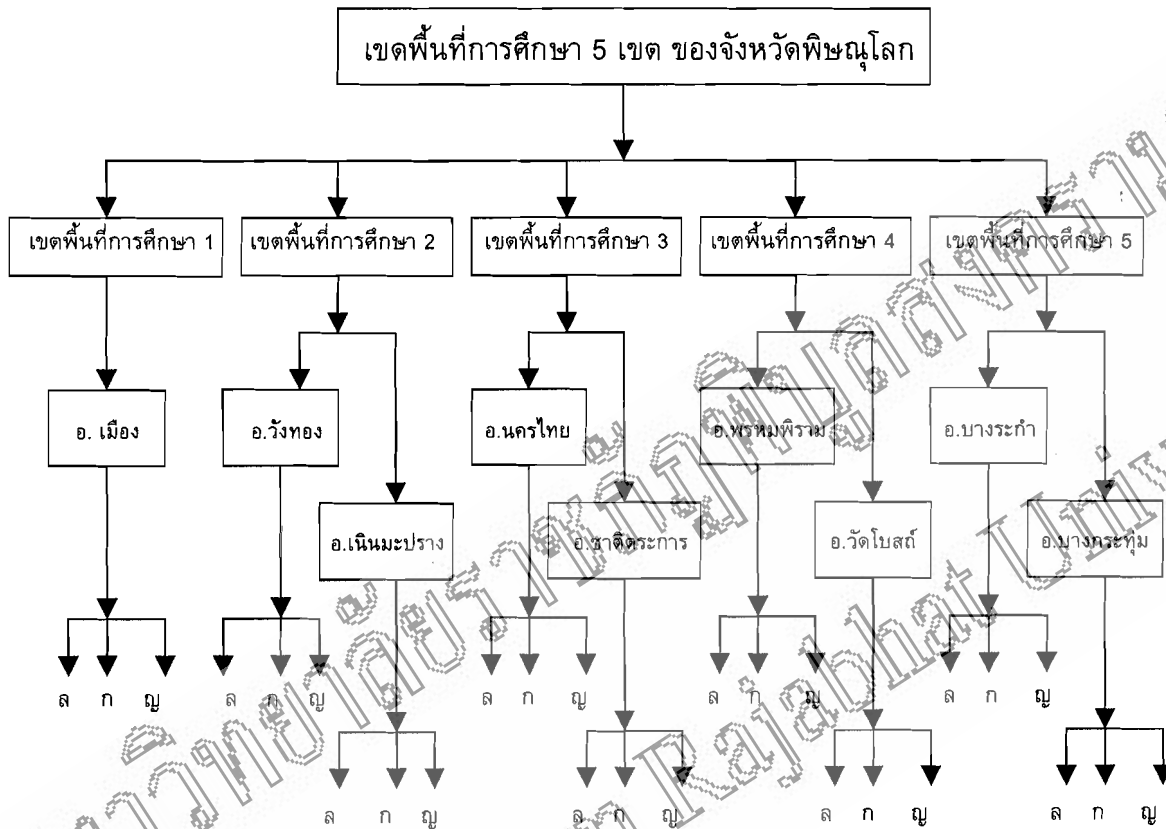 เขตพื้นที่การศึกษา 5 เขต ของจังหวัดพิษณุโลก
เขตพื้นที่การศึกษา 1 เขตพื้นที่การศึกษา 2 เขตพื้นที่การศึกษา 3 เขตพื้นที่การศึกษา 4 เขตพื้นที่การศึกษา 5
อ. เมือง อ.วังทอง อ.นครไทย อ.พรหมพิราม อ.บางระกำ
อ.เนินมะปราง อ.ชาติตระการ อ.วัดโบสถ์ อ.บางกระทุ่ม
ล ก ญ ล ก ญ ล ก ญ ล ก ญ ล ก ญ
ล ก ญ ล ก ญ ล ก ญ ล ก ญ
Rajabhat